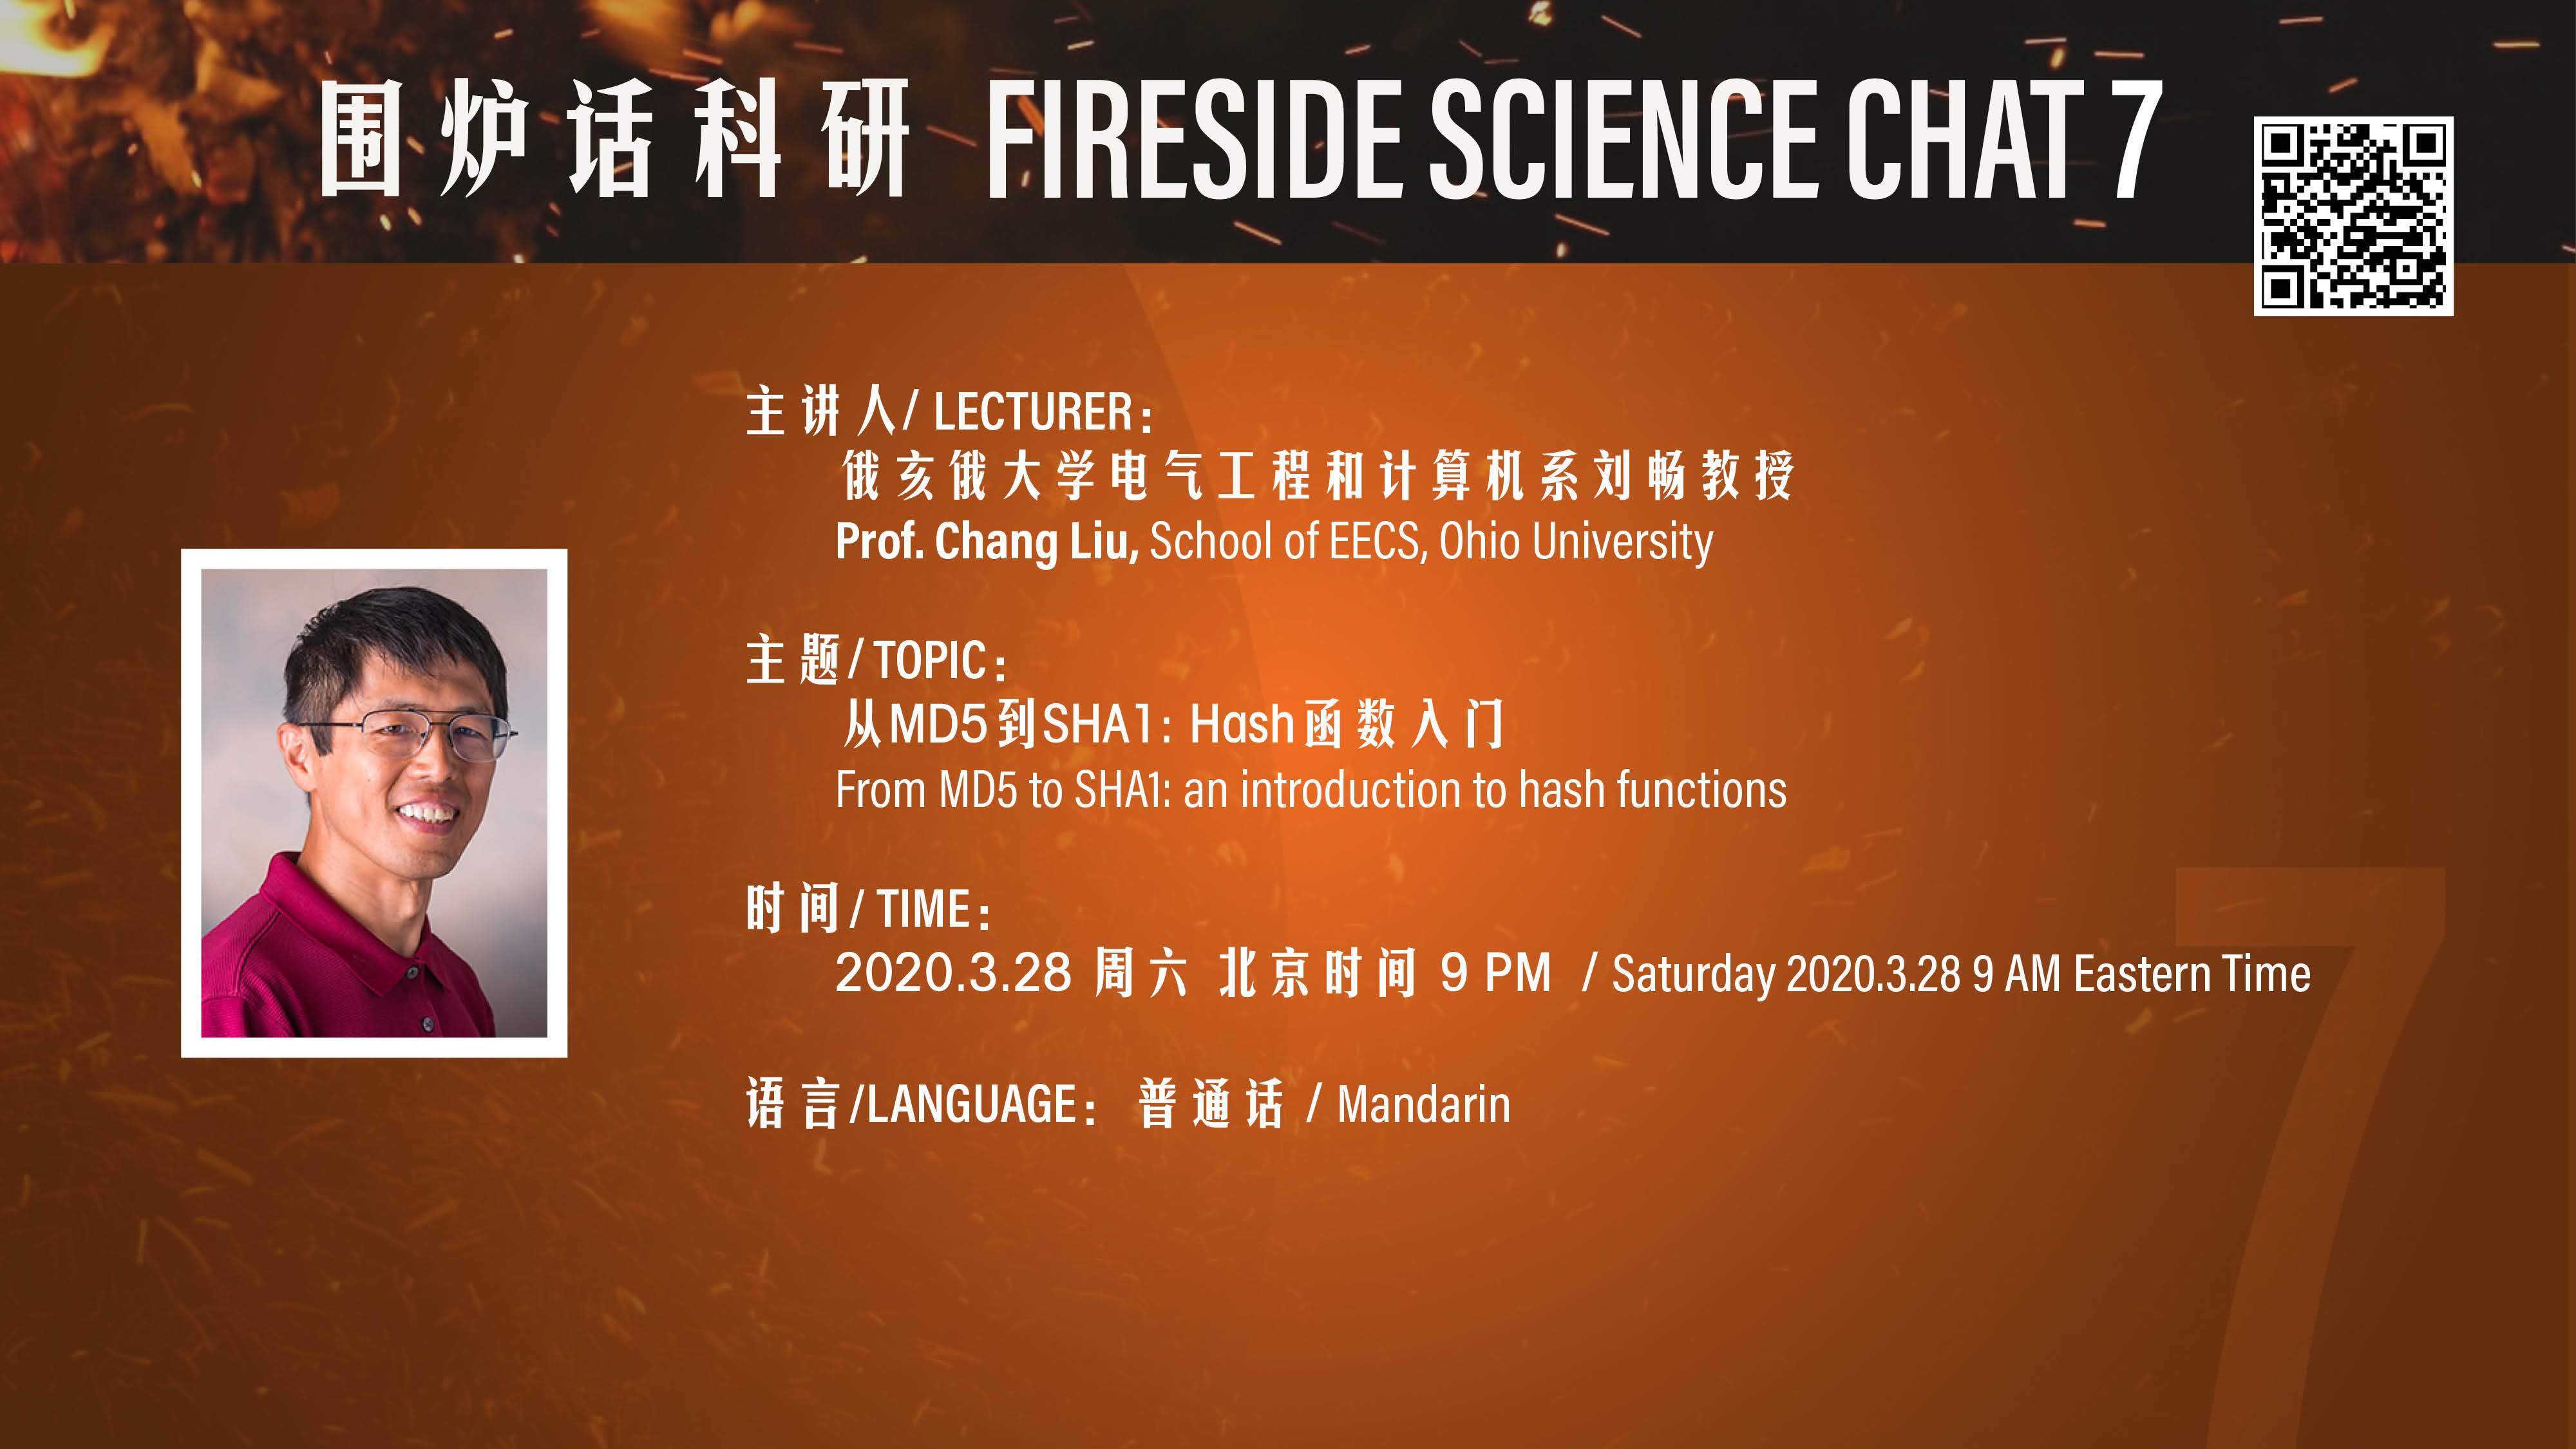 围炉话科研 FIRESIDE SCIENCE CHAT 7
主讲人/ LECTURER：
俄亥俄大学电气工程和计算机系刘畅教授
Prof. Chang Liu, School of EECS, Ohio University
主题/ TOPIC：
从MD5到SHA1: Hash函数入门
From MD5 to SHA1: an introduction to hash functions
时间/ TIME：
2020.3.28 周六 北京时间 9 PM / Saturday 2020.3.28 9 AM Eastern Time
语言/LANGUAGE：普通话 / Mandarin
7